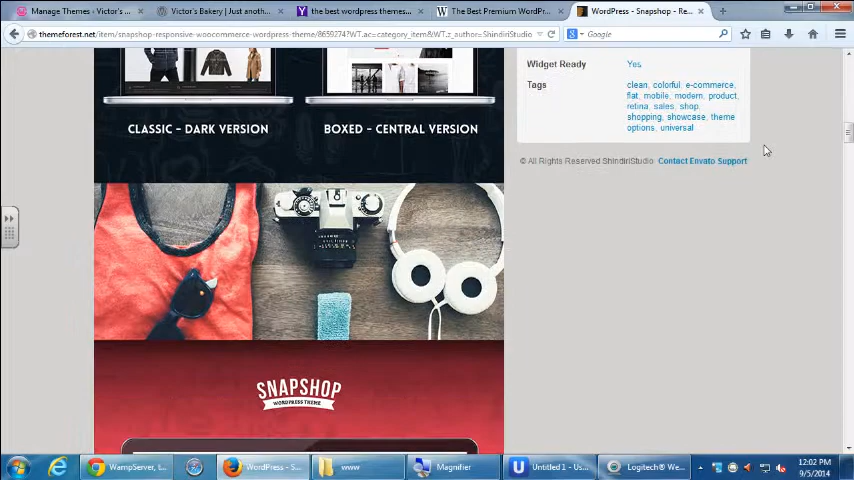 Manage Themes ‹ Victor's ...
Victor's Bakery | Just anoth...
the best wordpress themes...
The Best Premium WordPr...
WordPress - Snapshop - Re...
themeforest.net/item/snapshop-responsive-woocommerce-wordpress-theme/8659274?WT.ac=category_item&WT.z_author=ShindiriStudio
Google
CLASSIC - DARK VERSION
BOXED - CENTRAL VERSION
Widget Ready
Yes
Tags
clean, colorful, e-commerce,
flat, mobile, modern, product,
retina, sales, shop,
shopping, showcase, theme
options, universal
© All Rights Reserved ShindiriStudio
Contact Envato Support
SNAPSHOP
WORDPRESS THEME
WampServer, t...
WordPress - S...
www
Magnifier
Untitled 1 - Us...
Logitech® We...
12:02 PM
9/5/2014